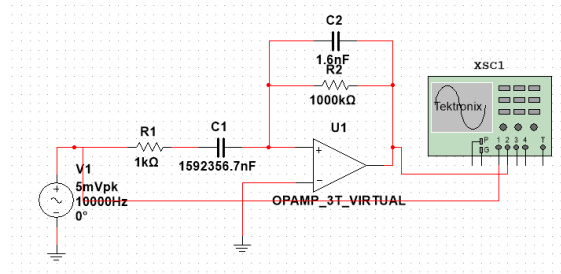 C2
1.6nF
R2
1000kΩ
XSC1
Tektronix
P
G
1 2 3 4 T
R1
1kΩ
C1
1592356.7nF
U1
OPAMP_3T_VIRTUAL
V1
5mVpk
10000Hz
0°